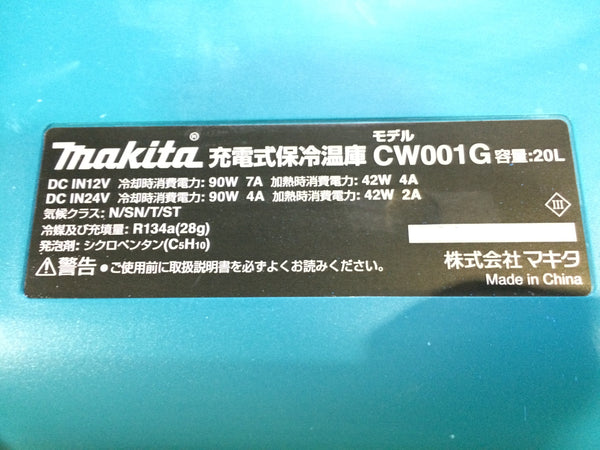 makita® 充電式保冷温庫 モデル CW001G 容量:20L
DC IN12V 冷却時消費電力:90W 7A 加熱時消費電力:42W 4A
DC IN24V 冷却時消費電力:90W 4A 加熱時消費電力:42W 2A
気候クラス: N/SN/T/ST
冷媒及び充填量: R134a(28g)
III
発泡剤: シクロペンタン(C₅H₁₀)
⚠警告 ●ご使用前に取扱説明書を必ずよくお読みください。
株式会社 マキタ
Made in China